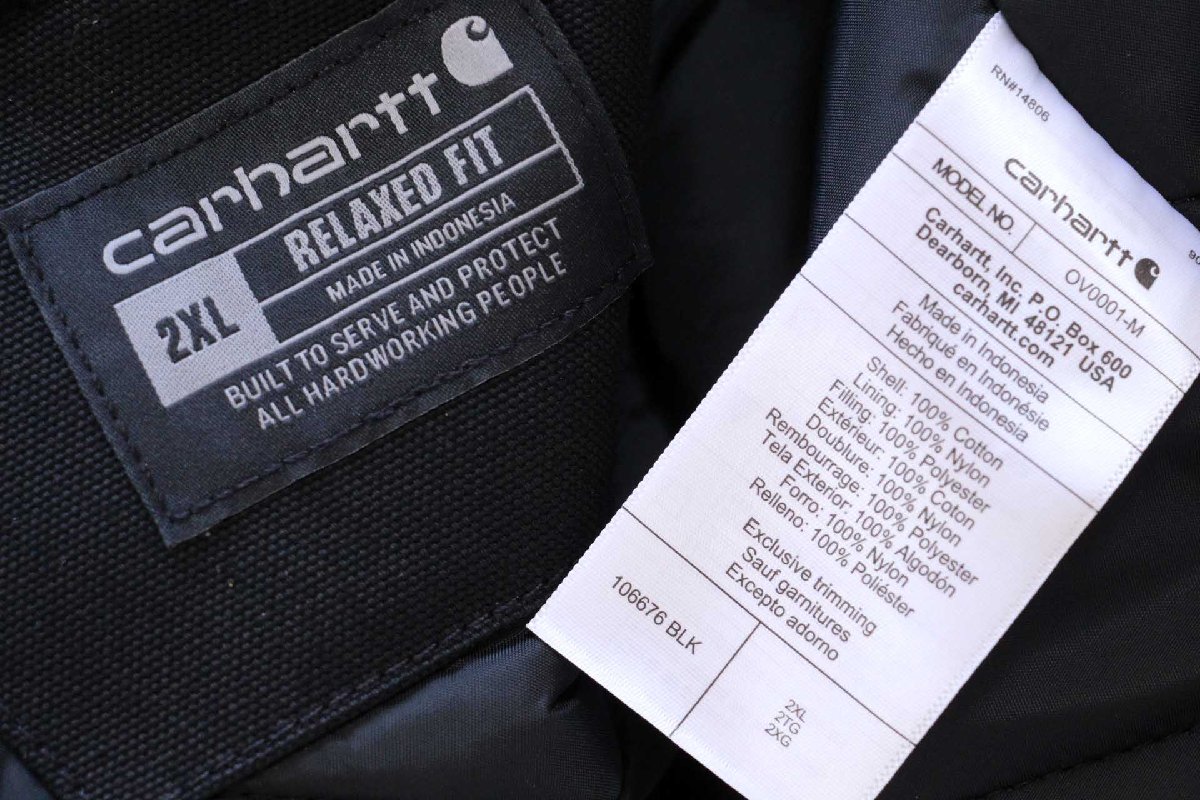 carhartt
RELAXED FIT
2XL
MADE IN INDONESIA
BUILT TO SERVE AND PROTECT
ALL HARDWORKING PEOPLE
RN#14806
carhartt
MODEL NO.
OV0001-M
Carhartt, Inc. P.O. Box 600
Dearborn, MI 48121 USA
carhartt.com
Made in Indonesia
Fabriqué en Indonésie
Hecho en Indonesia
Shell: 100% Cotton
Lining: 100% Nylon
Filling: 100% Polyester
Extérieur: 100% Coton
Doublure: 100% Nylon
Rembourrage: 100% Polyester
Tela Exterior: 100% Algodón
Forro: 100% Nylon
Relleno: 100% Poliéster
Exclusive trimming
Sauf garnitures
Excepto adorno
106676 BLK
2XL
2TG
2XG